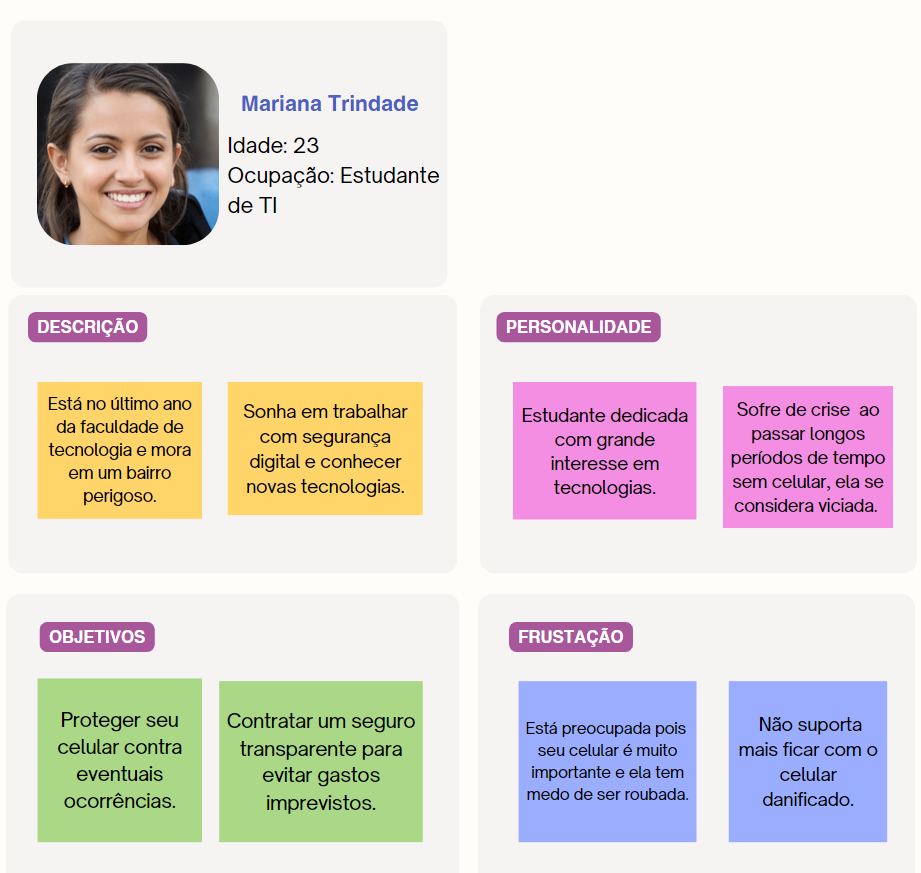 Mariana Trindade
Idade: 23
Ocupação: Estudante
de TI
DESCRIÇÃO
Está no último ano
da faculdade de
tecnologia e mora
em um bairro
perigoso.
Sonha em trabalhar
com segurança
digital e conhecer
novas tecnologias.
PERSONALIDADE
Estudante dedicada
com grande
interesse em
tecnologias.
Sofre de crise  ao
passar longos
períodos de tempo
sem celular, ela se
considera viciada.
OBJETIVOS
Proteger seu
celular contra
eventuais
ocorrências.
Contratar um seguro
transparente para
evitar gastos
imprevistos.
FRUSTAÇÃO
Está preocupada pois
seu celular é muito
importante e ela tem
medo de ser roubada.
Não suporta
mais ficar com o
celular
danificado.